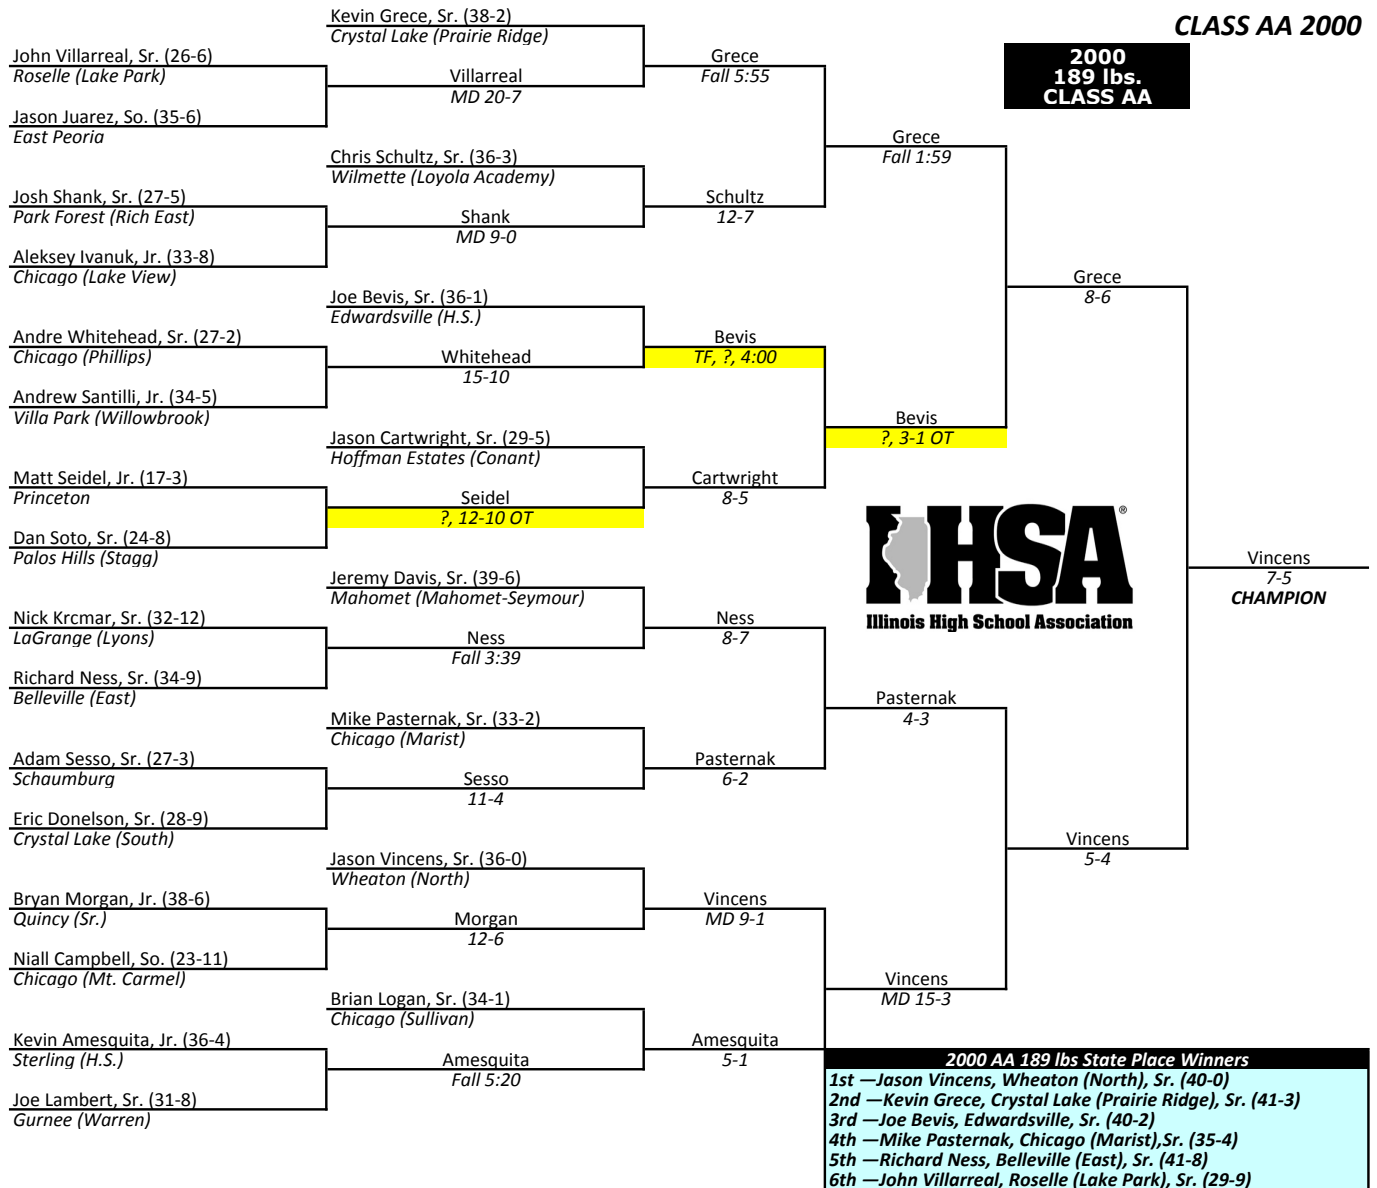 CLASS AA 2000
2000
189 lbs.
CLASS AA
John Villarreal, Sr. (26-6)
Roselle (Lake Park)
Jason Juarez, So. (35-6)
East Peoria
Josh Shank, Sr. (27-5)
Park Forest (Rich East)
Aleksey Ivanuk, Jr. (33-8)
Chicago (Lake View)
Andre Whitehead, Sr. (27-2)
Chicago (Phillips)
Andrew Santilli, Jr. (34-5)
Villa Park (Willowbrook)
Matt Seidel, Jr. (17-3)
Princeton
Dan Soto, Sr. (24-8)
Palos Hills (Stagg)
Nick Krcmar, Sr. (32-12)
LaGrange (Lyons)
Richard Ness, Sr. (34-9)
Belleville (East)
Adam Sesso, Sr. (27-3)
Schaumburg
Eric Donelson, Sr. (28-9)
Crystal Lake (South)
Bryan Morgan, Jr. (38-6)
Quincy (Sr.)
Niall Campbell, So. (23-11)
Chicago (Mt. Carmel)
Kevin Amesquita, Jr. (36-4)
Sterling (H.S.)
Joe Lambert, Sr. (31-8)
Gurnee (Warren)
Kevin Grece, Sr. (38-2)
Crystal Lake (Prairie Ridge)
Villarreal
MD 20-7
Chris Schultz, Sr. (36-3)
Wilmette (Loyola Academy)
Shank
MD 9-0
Joe Bevis, Sr. (36-1)
Edwardsville (H.S.)
Whitehead
15-10
Jason Cartwright, Sr. (29-5)
Hoffman Estates (Conant)
Seidel
?, 12-10 OT
Jeremy Davis, Sr. (39-6)
Mahomet (Mahomet-Seymour)
Ness
Fall 3:39
Mike Pasternak, Sr. (33-2)
Chicago (Marist)
Sesso
11-4
Jason Vincens, Sr. (36-0)
Wheaton (North)
Morgan
12-6
Brian Logan, Sr. (34-1)
Chicago (Sullivan)
Amesquita
Fall 5:20
Grece
Fall 5:55
Schultz
12-7
Bevis
TF, ?, 4:00
Cartwright
8-5
Ness
8-7
Pasternak
6-2
Vincens
MD 9-1
Amesquita
5-1
Grece
Fall 1:59
Bevis
?, 3-1 OT
Pasternak
4-3
Vincens
MD 15-3
Grece
8-6
Vincens
5-4
IHSA®
Illinois High School Association
Vincens
7-5
CHAMPION
2000 AA 189 lbs State Place Winners
1st —Jason Vincens, Wheaton (North), Sr. (40-0)
2nd —Kevin Grece, Crystal Lake (Prairie Ridge), Sr. (41-3)
3rd —Joe Bevis, Edwardsville, Sr. (40-2)
4th —Mike Pasternak, Chicago (Marist),Sr. (35-4)
5th —Richard Ness, Belleville (East), Sr. (41-8)
6th —John Villarreal, Roselle (Lake Park), Sr. (29-9)